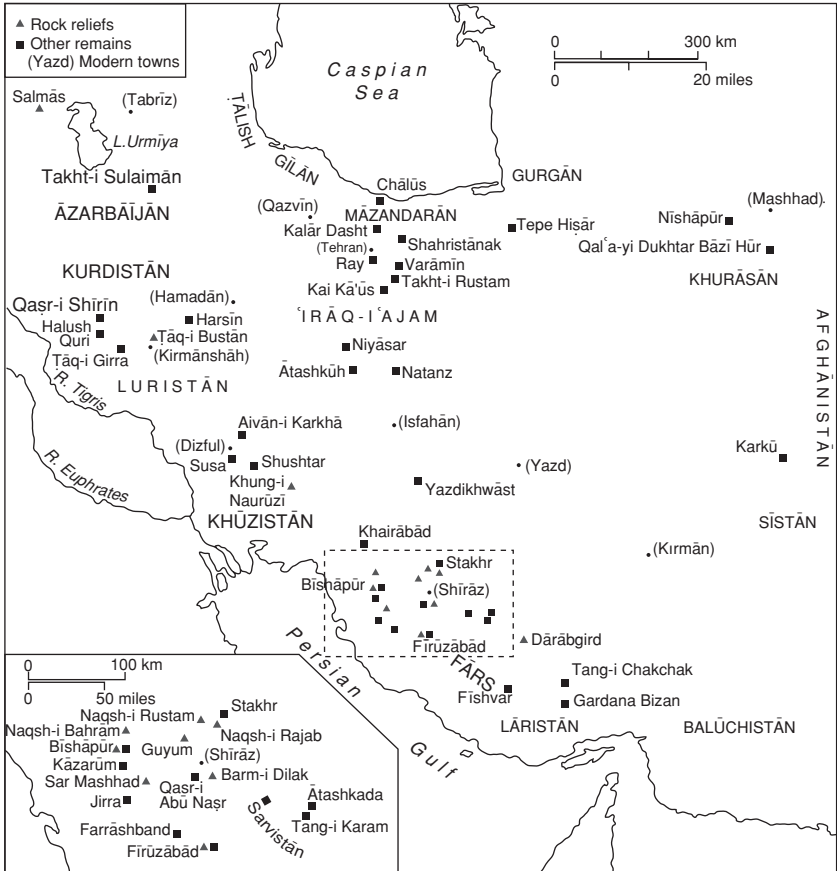 Rock reliefs
Other remains
(Yazd) Modern towns
0 300 km
0 20 miles
Caspian
Sea
Salmās
(Tabrīz)
L.Urmīya
ṬĀLISH
GĪLĀN
GURGĀN
Takht-i Sulaimān
ĀZARBĀĪJĀN
Chālūs
(Qazvīn)
MĀZANDARĀN
Kalār Dasht
Tepe Hiṣār
(Mashhad)
Nīshāpūr
Shahristānak
(Tehran)
Ray
Varāmīn
Qalʿa-yi Dukhtar Bāzī Hūr
Takht-i Rustam
Kai Kā'ūs
KHURĀSĀN
KURDISTĀN
Qaṣr-i Shīrīn
(Hamadān)
ʿIRĀQ-IʿAJAM
Halush
Harsīn
Quri
Ṭāq-i Bustān
(Kirmānshāh)
Ṭāq-i Girra
Niyāsar
Ātashkūh
Natanz
AFGHĀNISTĀN
LURISTĀN
R. Tigris
R. Euphrates
Aivān-i Karkhā
(Isfahān)
(Dizful)
Susa
Shushtar
Khung-i
Naurūzī
(Yazd)
Karkū
Yazdikhwāst
KHŪZISTĀN
SĪSTĀN
Khairābād
(Kırmān)
Stakhr
Bīshāpūr
(Shīrāz)
Fīrūzābād
Dārābgird
Persian
Gulf
FĀRS
Tang-i Chakchak
Fīshvar
Gardana Bizan
LĀRISTĀN
BALŪCHISTĀN
0 100 km
0 50 miles
Naqsh-i Rustam
Stakhr
Naqsh-i Bahrām
Naqsh-i Rajab
Guyum
Bīshāpūr
(Shīrāz)
Kāzarūm
Sar Mashhad
Barm-i Dilak
Qaṣr-i
Abū Naṣr
Jirra
Ātashkada
Sarvistān
Tang-i Karam
Farrāshband
Fīrūzābād